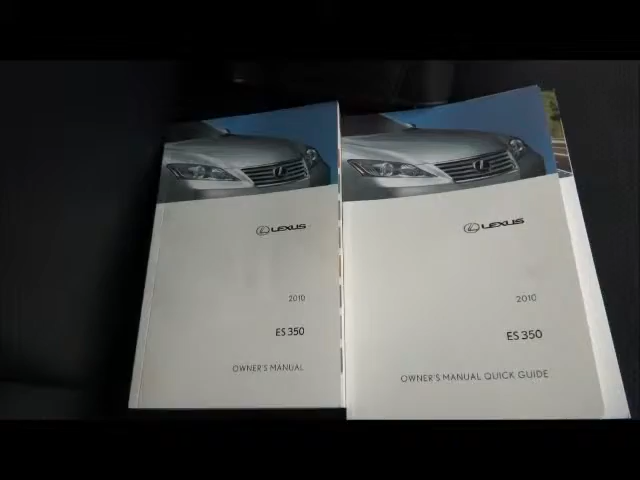 LEXUS
2010
ES 350
OWNER'S MANUAL
LEXUS
2010
ES 350
OWNER'S MANUAL QUICK GUIDE